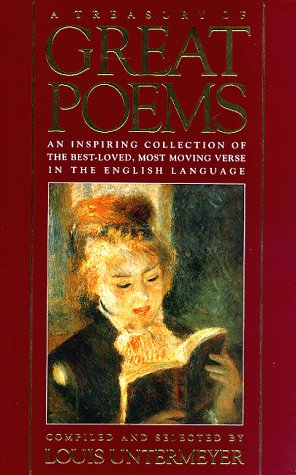 A TREASURY OF
GREAT
POEMS
AN INSPIRING COLLECTION OF
THE BEST-LOVED, MOST MOVING VERSE
IN THE ENGLISH LANGUAGE
COMPILED AND SELECTED BY
LOUIS UNTERMEYER